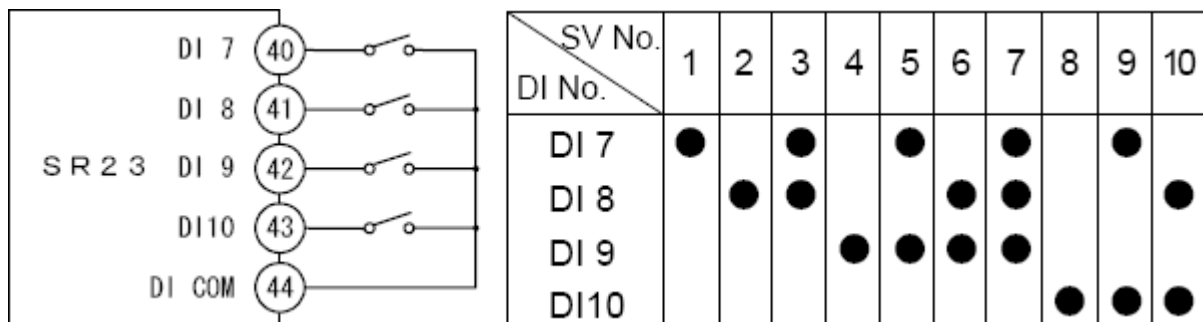 DI 7 40
DI 8 41
SR23 DI 9 42
DI10 43
DI COM 44
SV No. 1 2 3 4 5 6 7 8 9 10
DI No.
DI 7 ● ● ● ● ●
DI 8 ● ● ● ● ●
DI 9 ● ● ● ●
DI10 ● ● ●